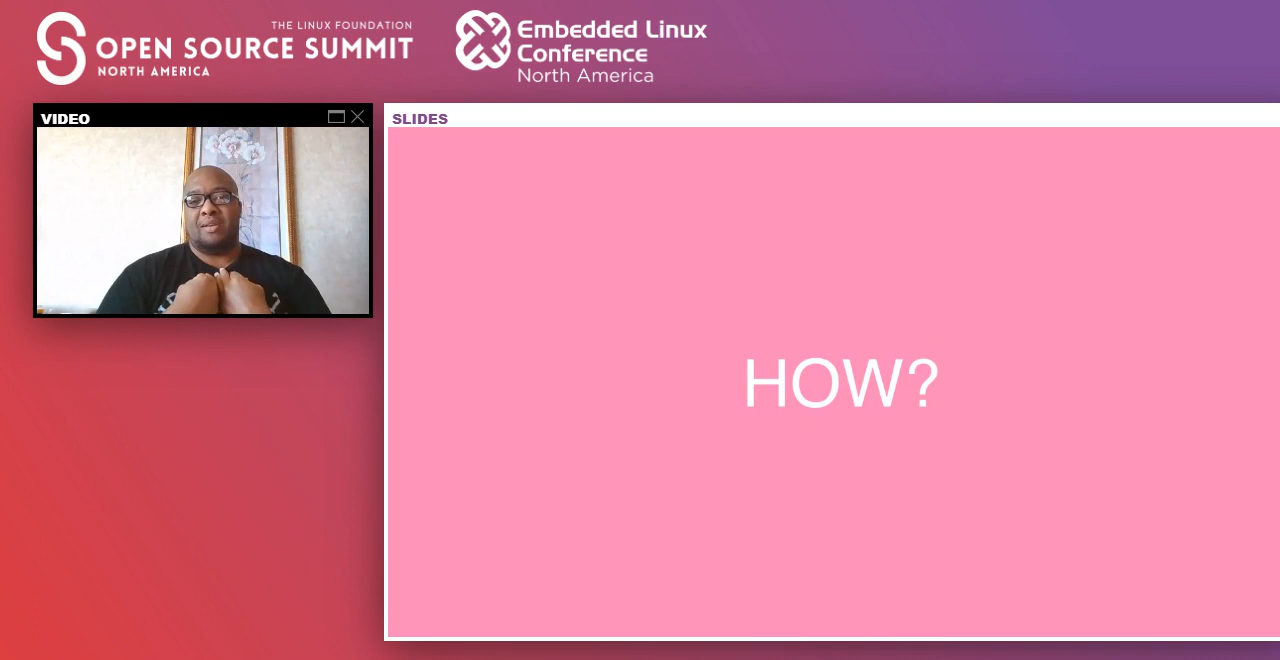 THE LINUX FOUNDATION
OPEN SOURCE SUMMIT
NORTH AMERICA
Embedded Linux
Conference
North America
VIDEO
SLIDES
HOW?